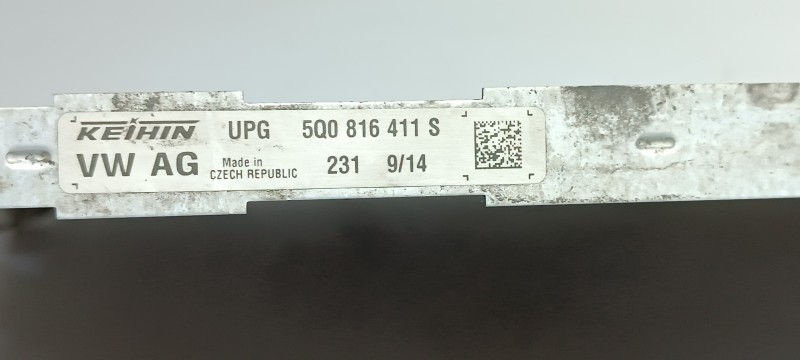 KEIHIN UPG 5Q0 816 411 S
VW AG Made in CZECH REPUBLIC 231 9/14